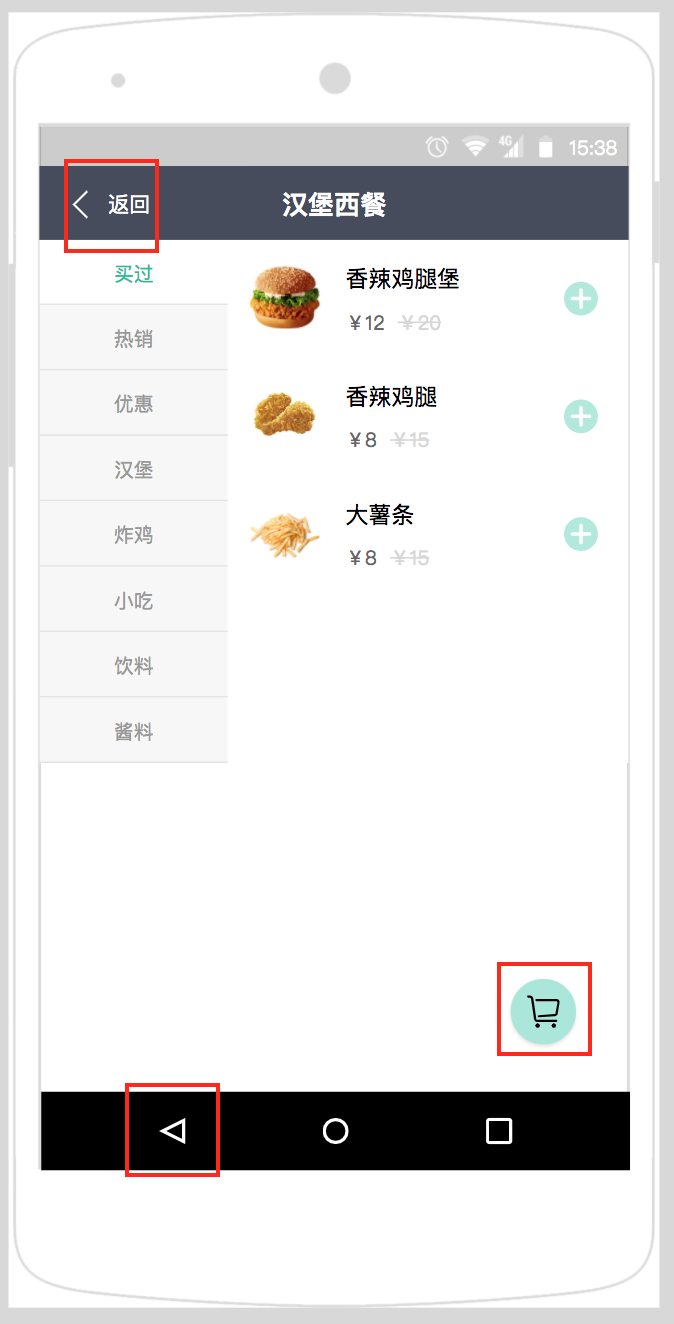 4G 15:38
返回 汉堡西餐
买过
热销
优惠
汉堡
炸鸡
小吃
饮料
酱料
香辣鸡腿堡
¥12 ¥20
香辣鸡腿
¥8 ¥15
大薯条
¥8 ¥15